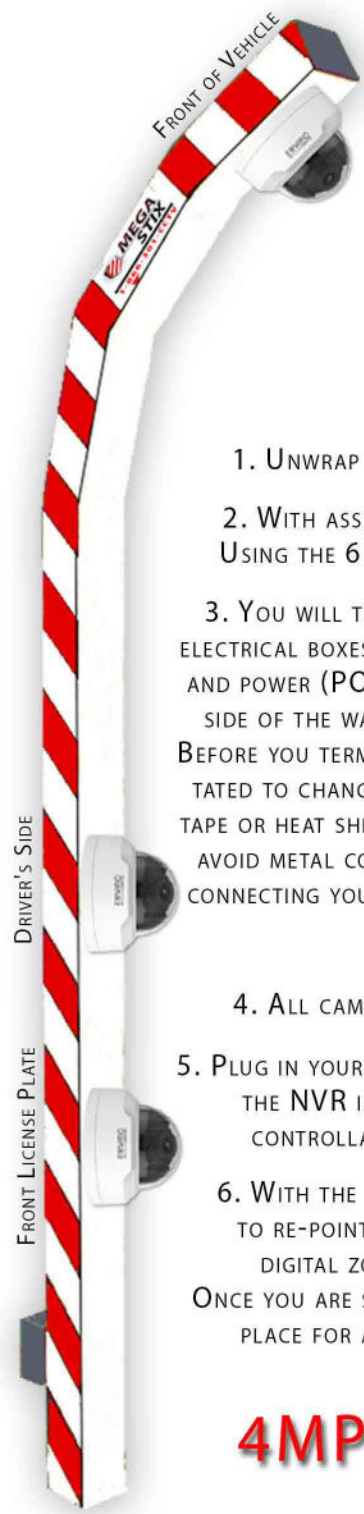 FRONT OF VEHICLE
MEGA
STIX
DRIVER'S SIDE
FRONT LICENSE PLATE
1. UNWRAP
2. WITH ASS
USING THE 6
3. YOU WILL T
ELECTRICAL BOXES
AND POWER (PO
SIDE OF THE WA
BEFORE YOU TERM
TATED TO CHANG
TAPE OR HEAT SHE
AVOID METAL CO
CONNECTING YOU
4. ALL CAM
5. PLUG IN YOUR
THE NVR I
CONTROLLA
6. WITH THE
TO RE-POINT
DIGITAL ZO
ONCE YOU ARE S
PLACE FOR A
4MP